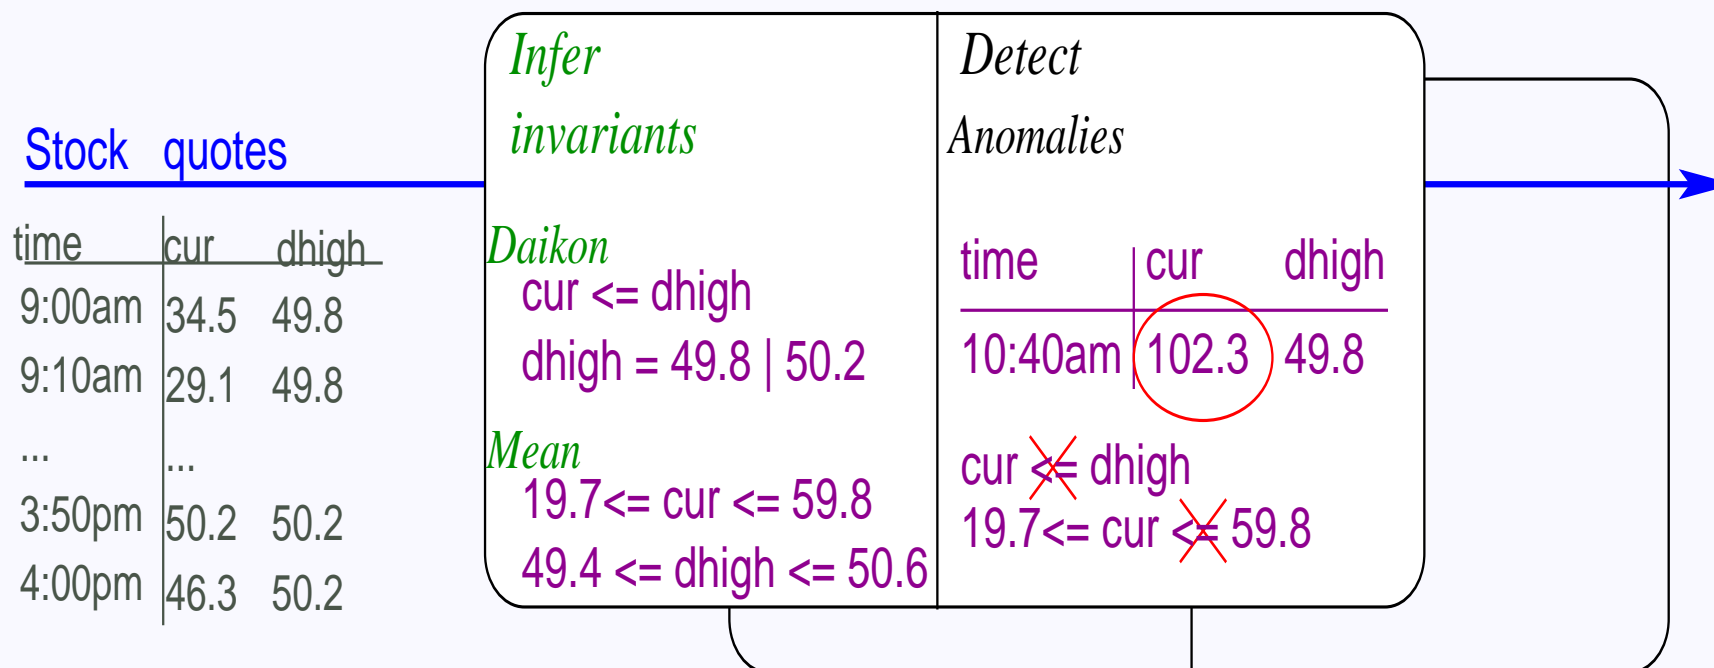 Stock quotes
time cur dhigh
9:00am 34.5 49.8
9:10am 29.1 49.8
... ...
3:50pm 50.2 50.2
4:00pm 46.3 50.2
Infer
invariants
Daikon
cur <= dhigh
dhigh = 49.8 | 50.2
Mean
19.7<= cur <= 59.8
49.4 <= dhigh <= 50.6
Detect
Anomalies
time cur dhigh
10:40am 102.3 49.8
cur <= dhigh
19.7<= cur <= 59.8